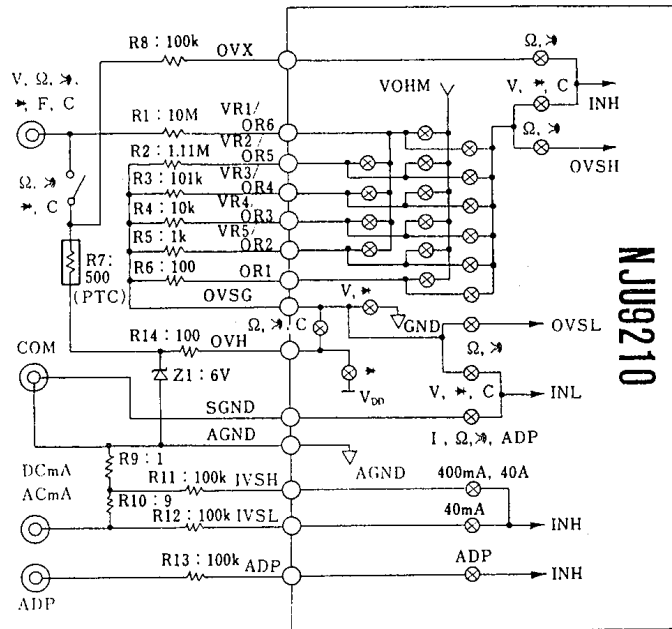 R8：100k OVX
Ω,
V, Ω,
F, C
R1：10M VR1/
OR6
VR2/
R2：1.11M OR5
VR3/
R3：101k OR4
VR4/
R4：10k OR3
VR5/
R5：1k OR2
R6：100 OR1
OVSG
Ω,
, C
R7：
500
(PTC)
VOHM
Ω,
V, , C
INH
Ω,
OVSH
V,
GND
Ω, , C
R14：100 OVH
OVSL
Ω,
COM
Z1：6V
VDD
V, , C
INL
SGND
I, Ω, , ADP
AGND
AGND
R9：1
DCmA
ACmA
R11：100k IVSH
400mA, 40A
R10：9
R12：100k IVSL
40mA
INH
R13：100k ADP
ADP
INH
ADP
NJU9210